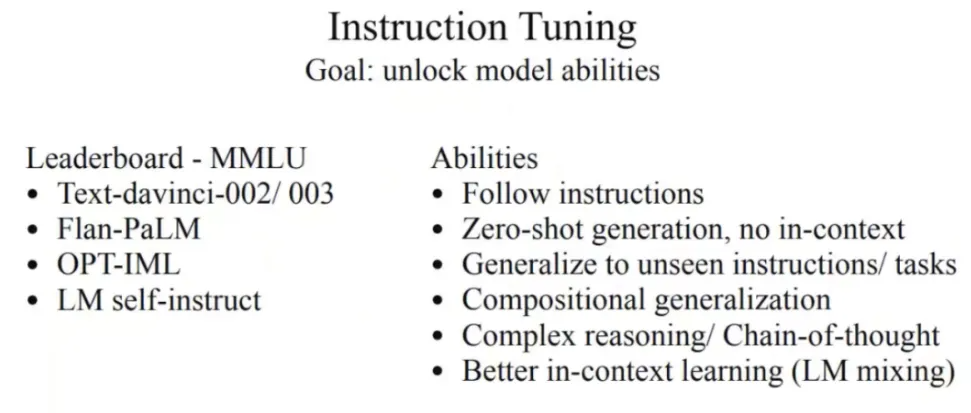 Instruction Tuning
Goal: unlock model abilities
Leaderboard - MMLU
• Text-davinci-002/ 003
• Flan-PaLM
• OPT-IML
• LM self-instruct
Abilities
• Follow instructions
• Zero-shot generation, no in-context
• Generalize to unseen instructions/ tasks
• Compositional generalization
• Complex reasoning/ Chain-of-thought
• Better in-context learning (LM mixing)